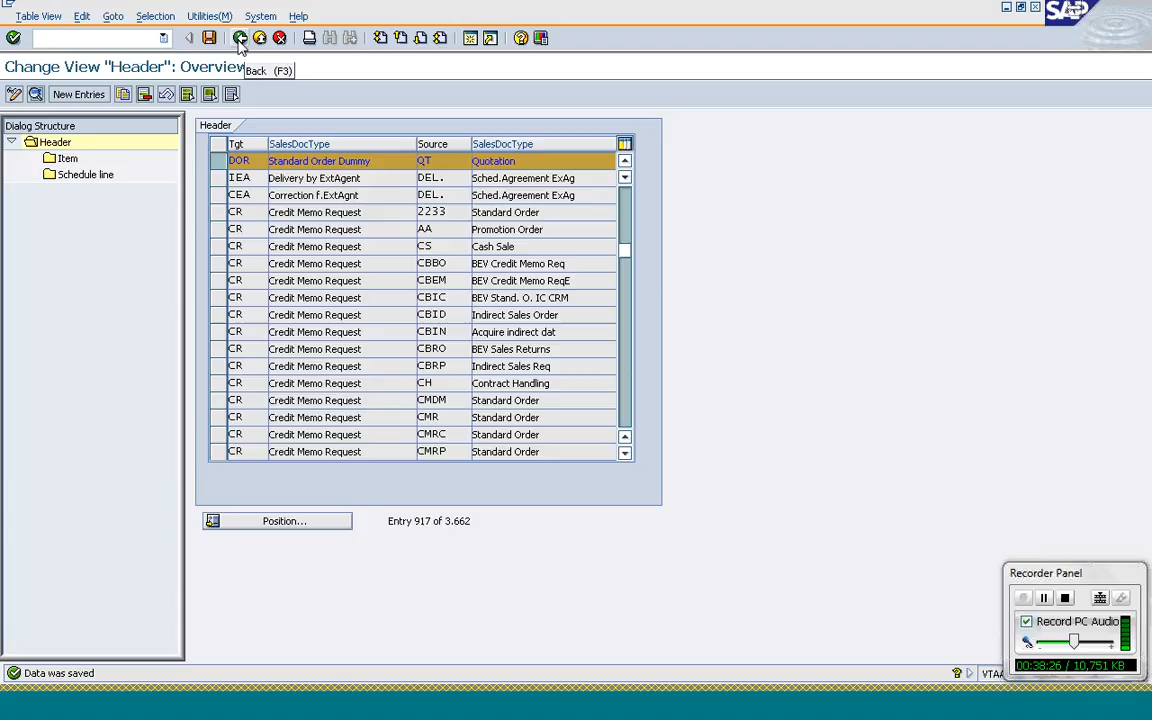 Table View Edit Goto Selection Utilities(M) System Help
SAP
Change View "Header": Overview
Back (F3)
New Entries
Dialog Structure
Header
Item
Schedule line
Header
Tgt SalesDocType Source SalesDocType
DOR Standard Order Dummy QT Quotation
IEA Delivery by ExtAgent DEL. Sched.Agreement ExAg
CEA Correction f.ExtAgnt DEL. Sched.Agreement ExAg
CR Credit Memo Request 2233 Standard Order
CR Credit Memo Request AA Promotion Order
CR Credit Memo Request CS Cash Sale
CR Credit Memo Request CBBO BEV Credit Memo Req
CR Credit Memo Request CBEM BEV Credit Memo ReqE
CR Credit Memo Request CBIC BEV Stand. O. IC CRM
CR Credit Memo Request CBID Indirect Sales Order
CR Credit Memo Request CBIN Acquire indirect dat
CR Credit Memo Request CBRO BEV Sales Returns
CR Credit Memo Request CBRP Indirect Sales Req
CR Credit Memo Request CH Contract Handling
CR Credit Memo Request CMDM Standard Order
CR Credit Memo Request CMR Standard Order
CR Credit Memo Request CMRC Standard Order
CR Credit Memo Request CMRP Standard Order
Position... Entry 917 of 3.662
Recorder Panel
Record PC Audio
00:38:26 / 10,751 KB
Data was saved